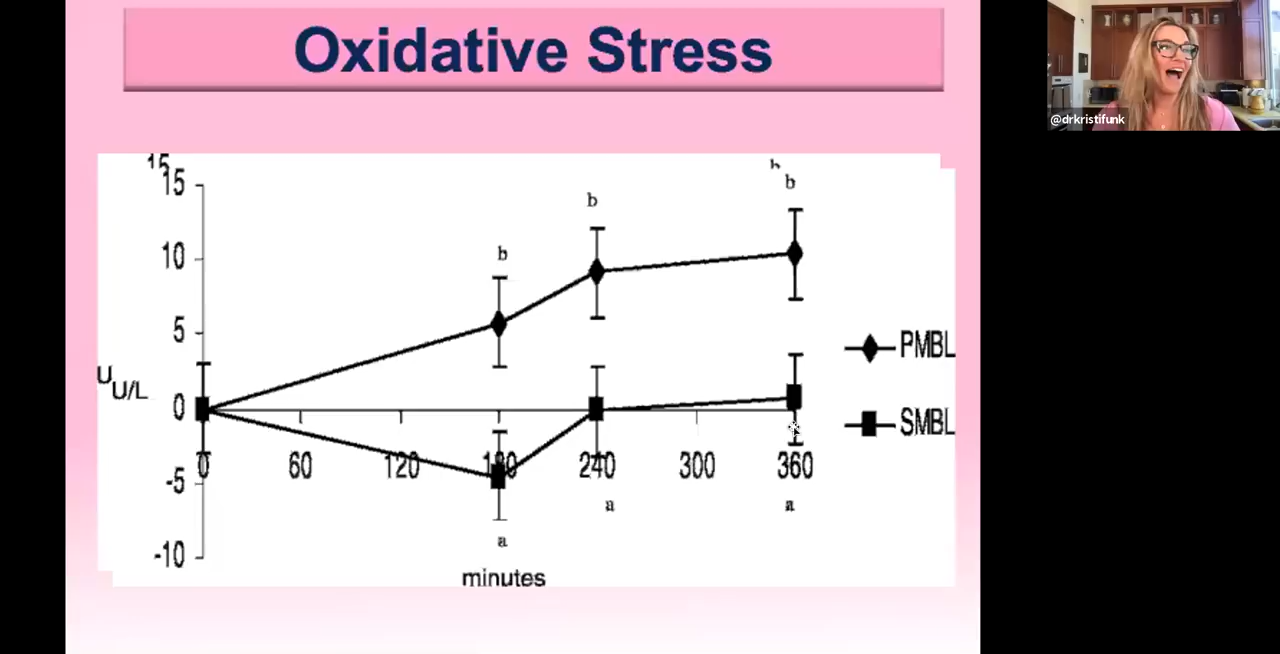 Oxidative Stress
@drkristifunk
15
15
b
b
b
10
5
PMBL
U
U/L
0
SMBL
0
60
120
180
240
300
360
-5
a
a
a
-10
minutes